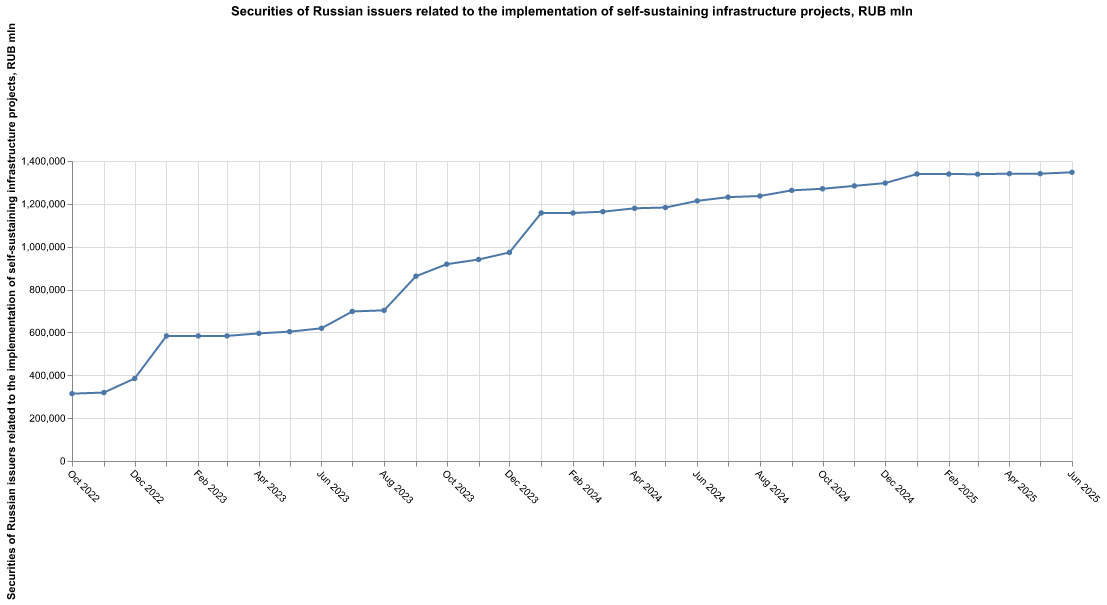 Securities of Russian issuers related to the implementation of self-sustaining infrastructure projects, RUB mln
Securities of Russian issuers related to the implementation of self-sustaining infrastructure projects, RUB mln
1,400,000
1,200,000
1,000,000
800,000
600,000
400,000
200,000
0
Oct 2022
Dec 2022
Feb 2023
Apr 2023
Jun 2023
Aug 2023
Oct 2023
Dec 2023
Feb 2024
Apr 2024
Jun 2024
Aug 2024
Oct 2024
Dec 2024
Feb 2025
Apr 2025
Jun 2025